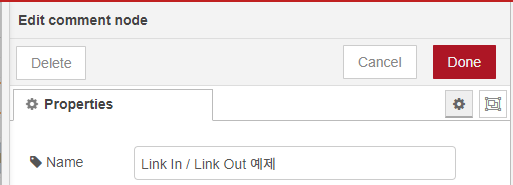 Edit comment node
Delete
Cancel
Done
Properties
Name
Link In / Link Out 예제